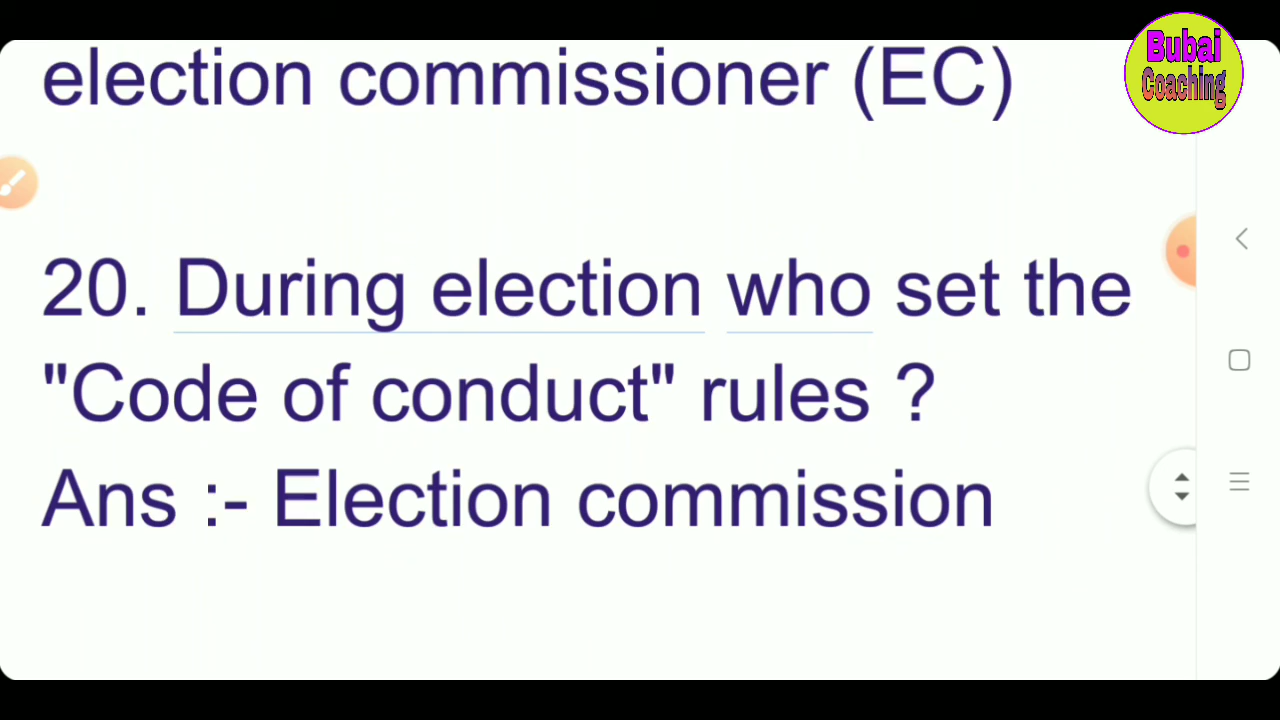 election commissioner (EC)
Bubai
Coaching
20. During election who set the
"Code of conduct" rules ?
Ans :- Election commission